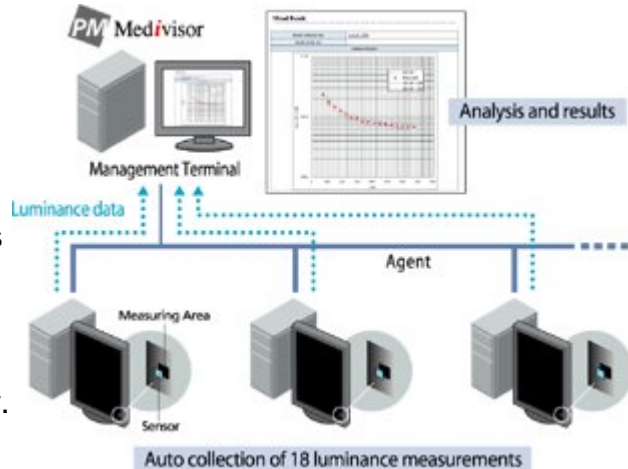 PM Medivisor
Analysis and results
Management Terminal
Luminance data
s
Agent
Measuring Area
.
Sensor
Auto collection of 18 luminance measurements